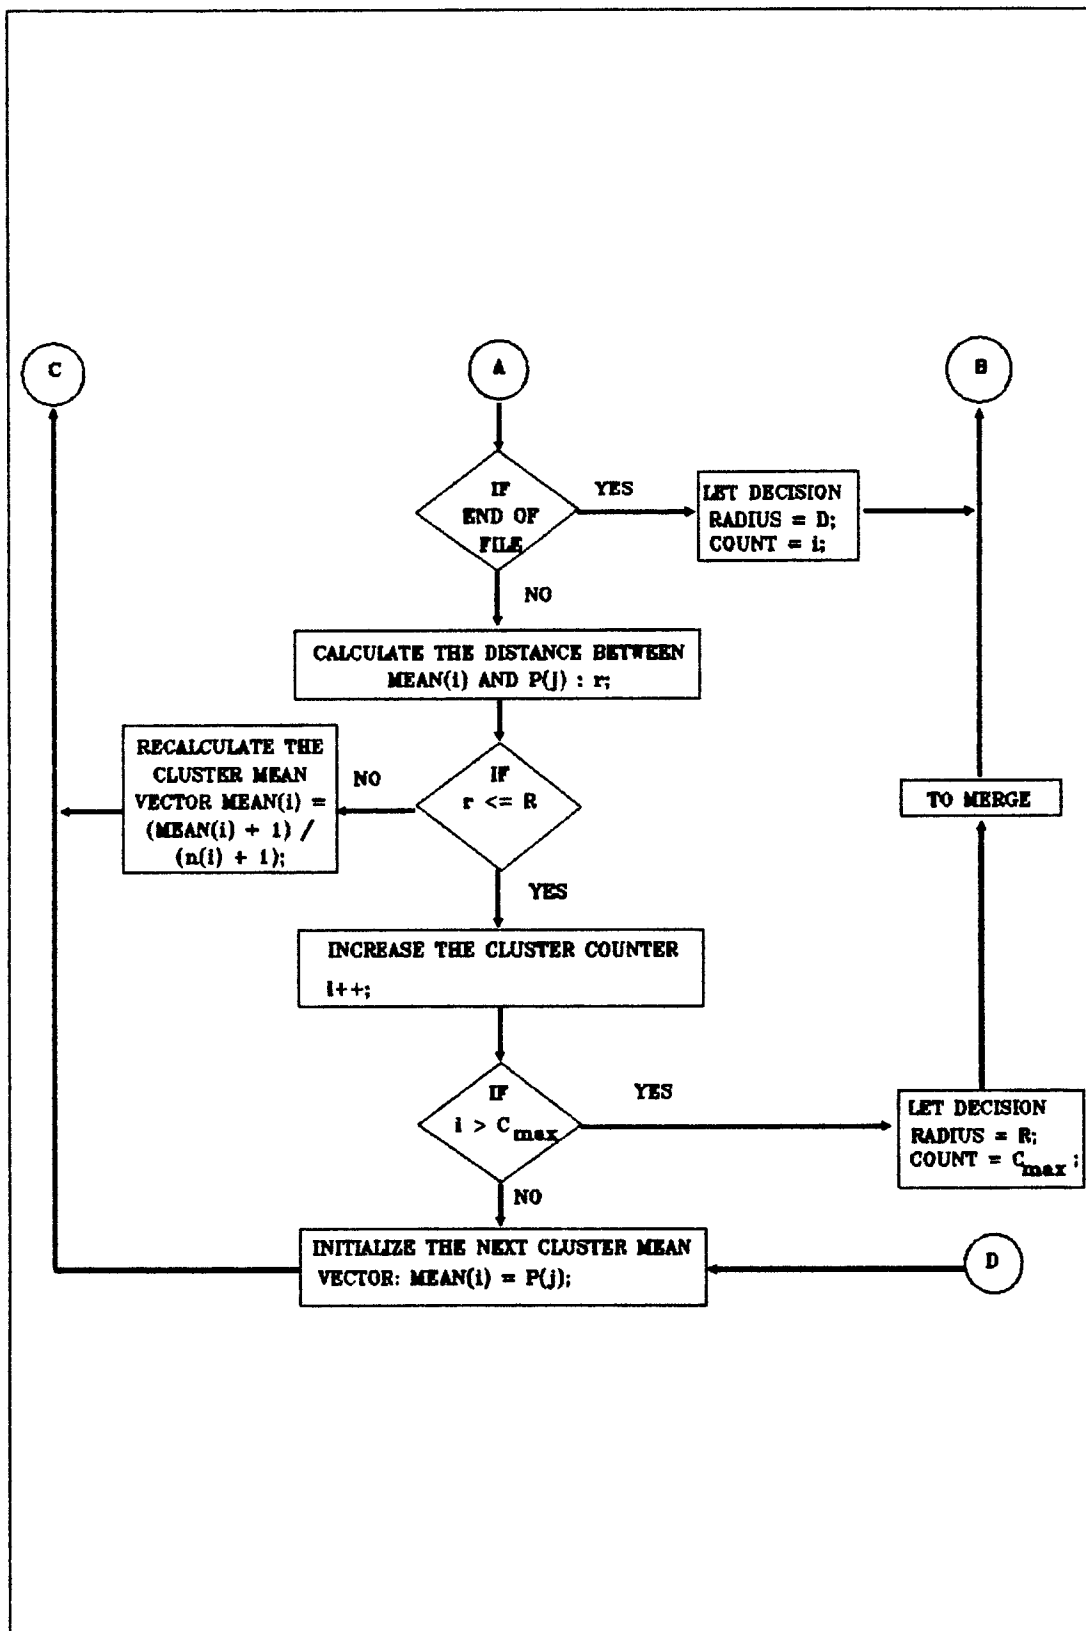 C
A
B
IF
END OF
FILE
YES
LET DECISION
RADIUS = D;
COUNT = i;
NO
CALCULATE THE DISTANCE BETWEEN
MEAN(i) AND P(j) : r;
RECALCULATE THE
CLUSTER MEAN
VECTOR MEAN(i) =
(MEAN(i) + 1) /
(n(i) + 1);
NO
IF
r <= R
TO MERGE
YES
INCREASE THE CLUSTER COUNTER
i++;
IF
i > Cmax
YES
LET DECISION
RADIUS = R;
COUNT = Cmax ;
NO
INITIALIZE THE NEXT CLUSTER MEAN
VECTOR: MEAN(i) = P(j);
D